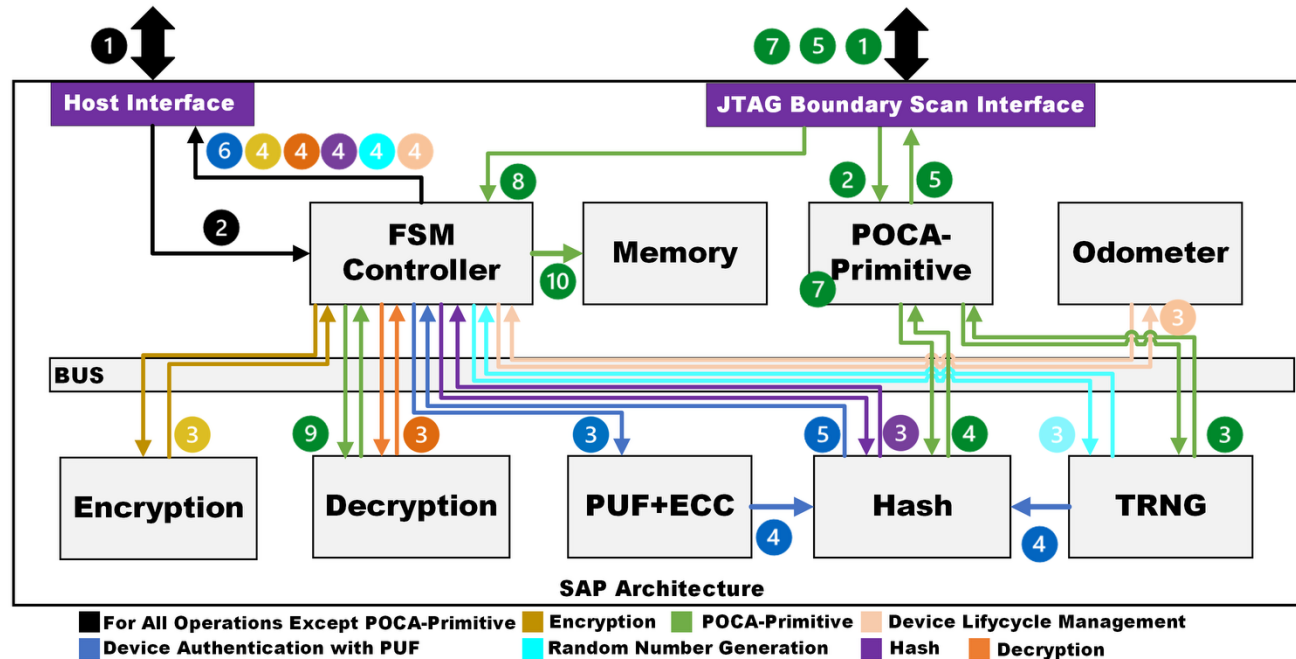 1
7 5 1
Host Interface
JTAG Boundary Scan Interface
6 4 4 4 4 4
8
2
5
2
FSM
Controller
10
Memory
POCA-
Primitive
7
Odometer
3
BUS
3
9
3
3
5
3
4
3
3
Encryption
Decryption
PUF+ECC
4
Hash
4
TRNG
SAP Architecture
For All Operations Except POCA-Primitive
Encryption
POCA-Primitive
Device Lifycycle Management
Device Authentication with PUF
Random Number Generation
Hash
Decryption